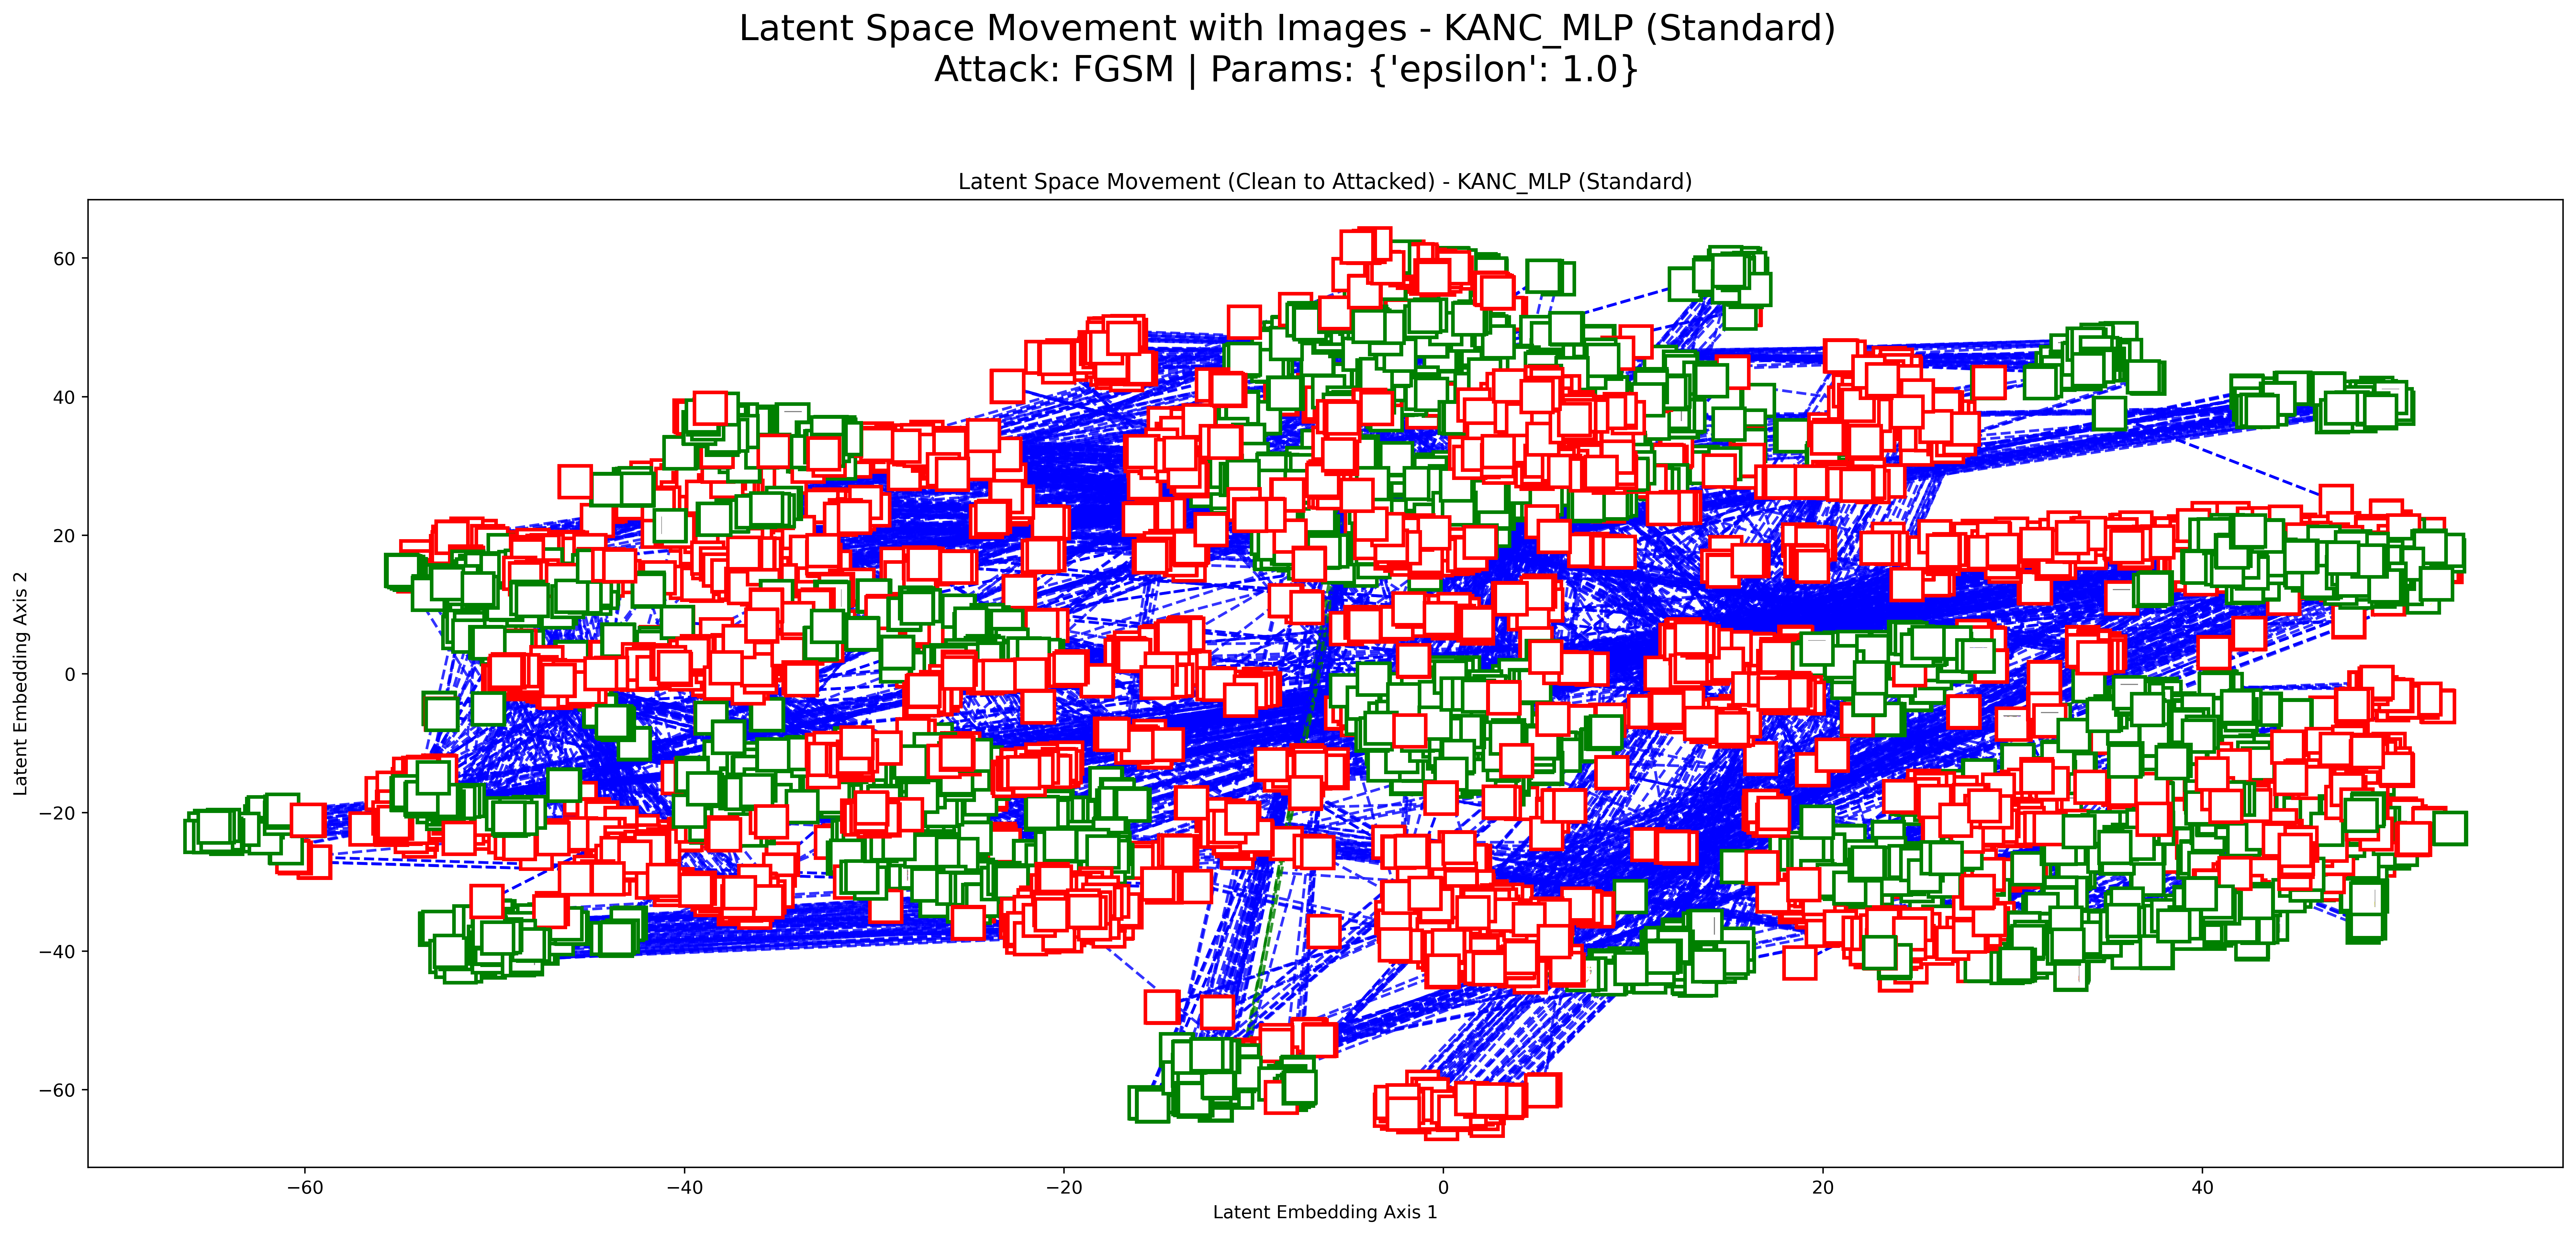 Latent Space Movement with Images - KANC_MLP (Standard)
Attack: FGSM | Params: {'epsilon': 1.0}
Latent Space Movement (Clean to Attacked) - KANC_MLP (Standard)
60
40
20
0
−20
−40
−60
Latent Embedding Axis 2
−60
−40
−20
0
20
40
Latent Embedding Axis 1